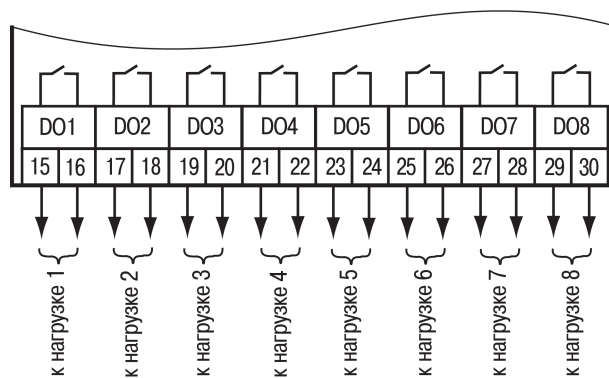 DO1 DO2 DO3 DO4 DO5 DO6 DO7 DO8
15 16 17 18 19 20 21 22 23 24 25 26 27 28 29 30
к нагрузке 1
к нагрузке 2
к нагрузке 3
к нагрузке 4
к нагрузке 5
к нагрузке 6
к нагрузке 7
к нагрузке 8